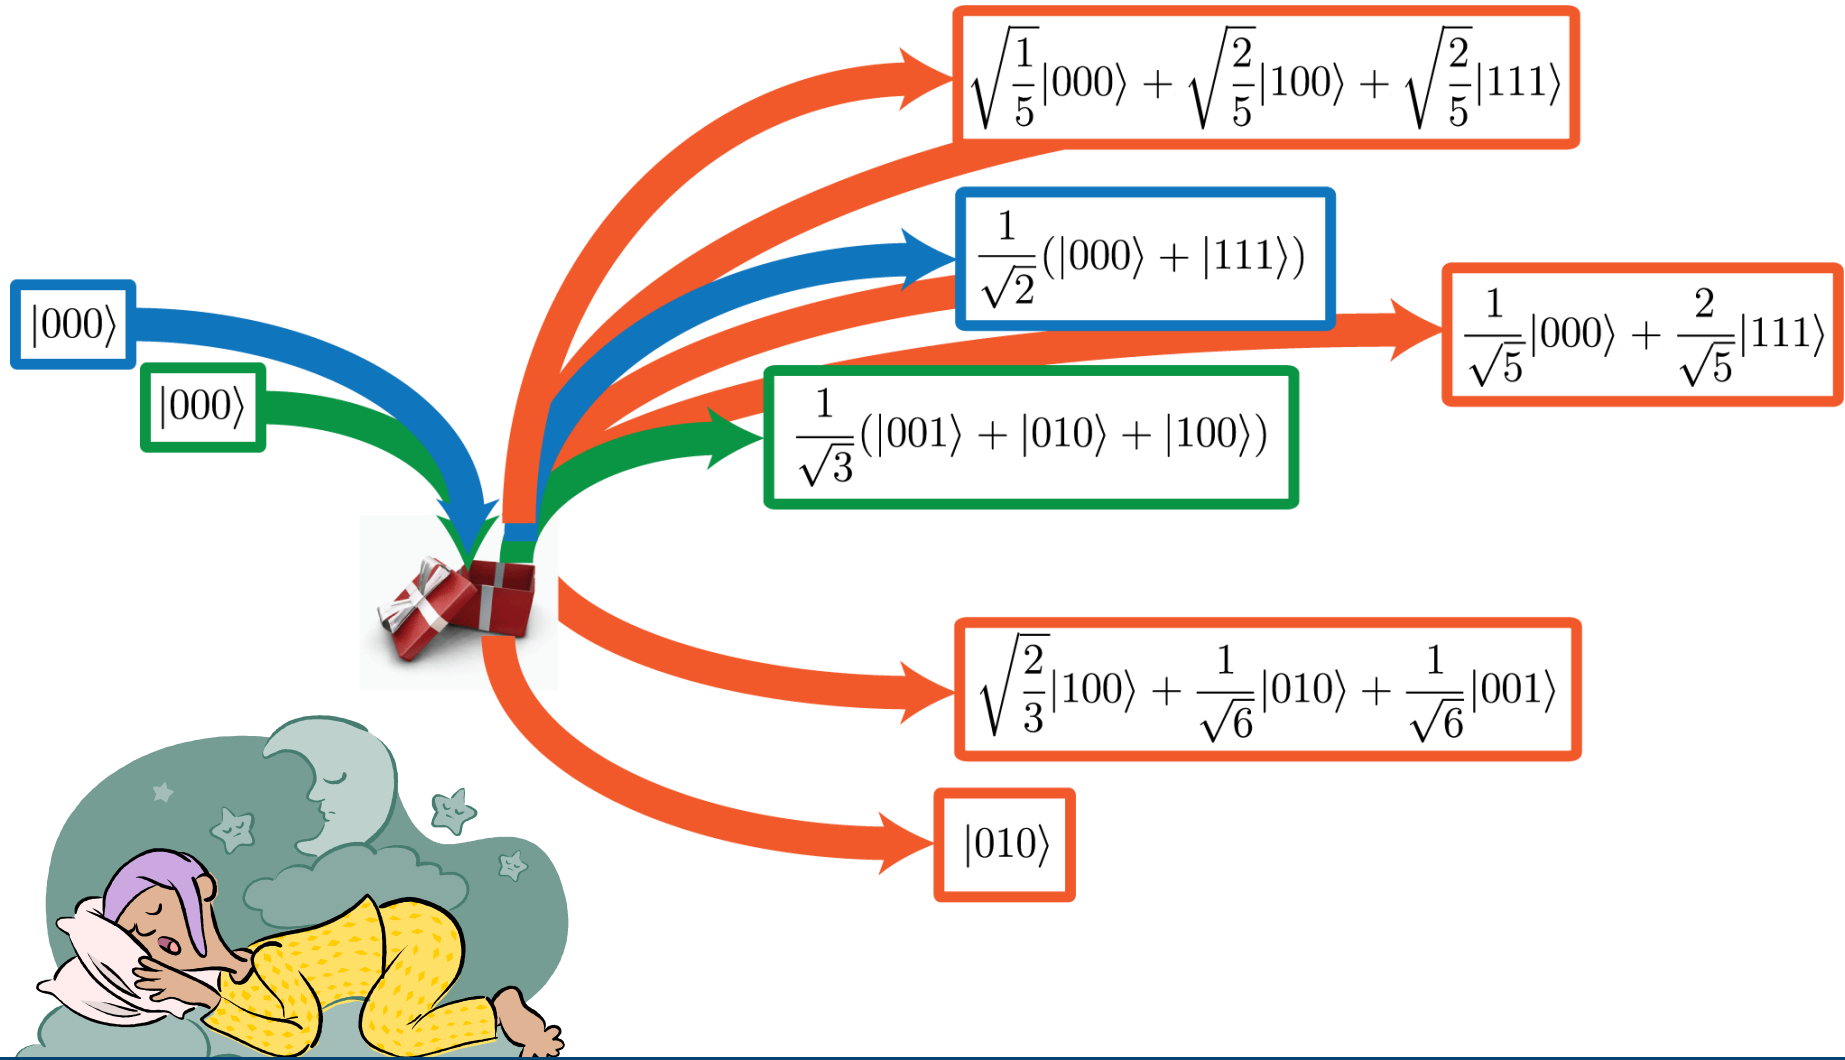 √(1/5)|000⟩ + √(2/5)|100⟩ + √(2/5)|111⟩
1/√2(|000⟩ + |111⟩)
|000⟩
1/√5|000⟩ + 2/√5|111⟩
|000⟩
1/√3(|001⟩ + |010⟩ + |100⟩)
√(2/3)|100⟩ + 1/√6|010⟩ + 1/√6|001⟩
|010⟩